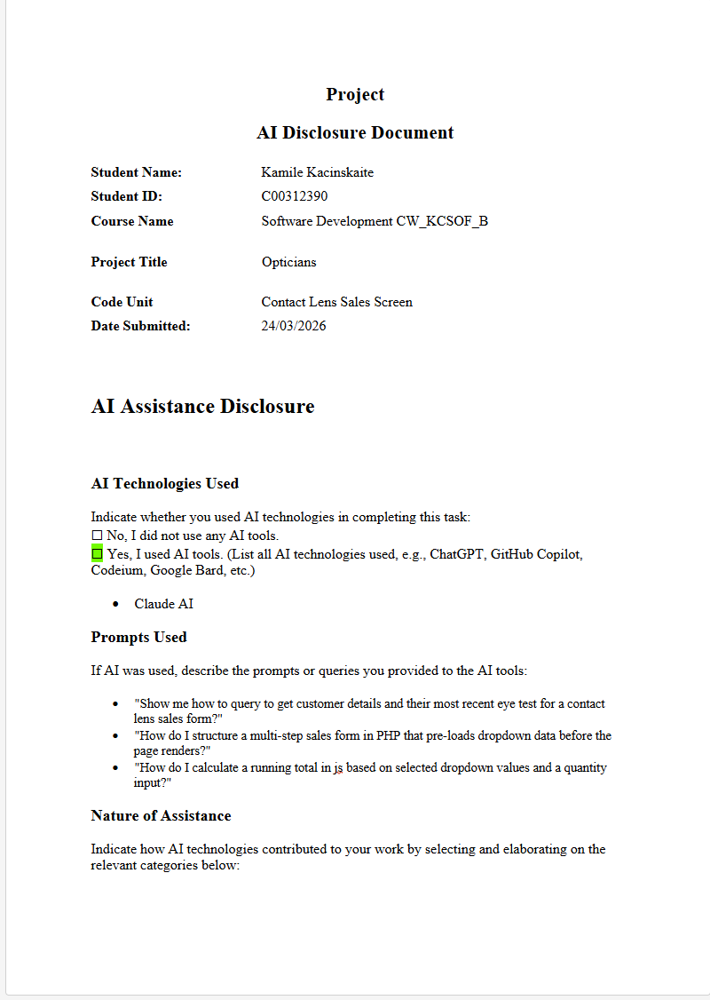 Project
AI Disclosure Document
Student Name: Kamile Kacinskaite
Student ID: C00312390
Course Name Software Development CW_KCSOF_B
Project Title Opticians
Code Unit Contact Lens Sales Screen
Date Submitted: 24/03/2026
AI Assistance Disclosure
AI Technologies Used
Indicate whether you used AI technologies in completing this task:
☐ No, I did not use any AI tools.
☐ Yes, I used AI tools. (List all AI technologies used, e.g., ChatGPT, GitHub Copilot,
Codeium, Google Bard, etc.)
• Claude AI
Prompts Used
If AI was used, describe the prompts or queries you provided to the AI tools:
• "Show me how to query to get customer details and their most recent eye test for a contact
lens sales form?"
• "How do I structure a multi-step sales form in PHP that pre-loads dropdown data before the
page renders?"
• "How do I calculate a running total in js based on selected dropdown values and a quantity
input?"
Nature of Assistance
Indicate how AI technologies contributed to your work by selecting and elaborating on the
relevant categories below: